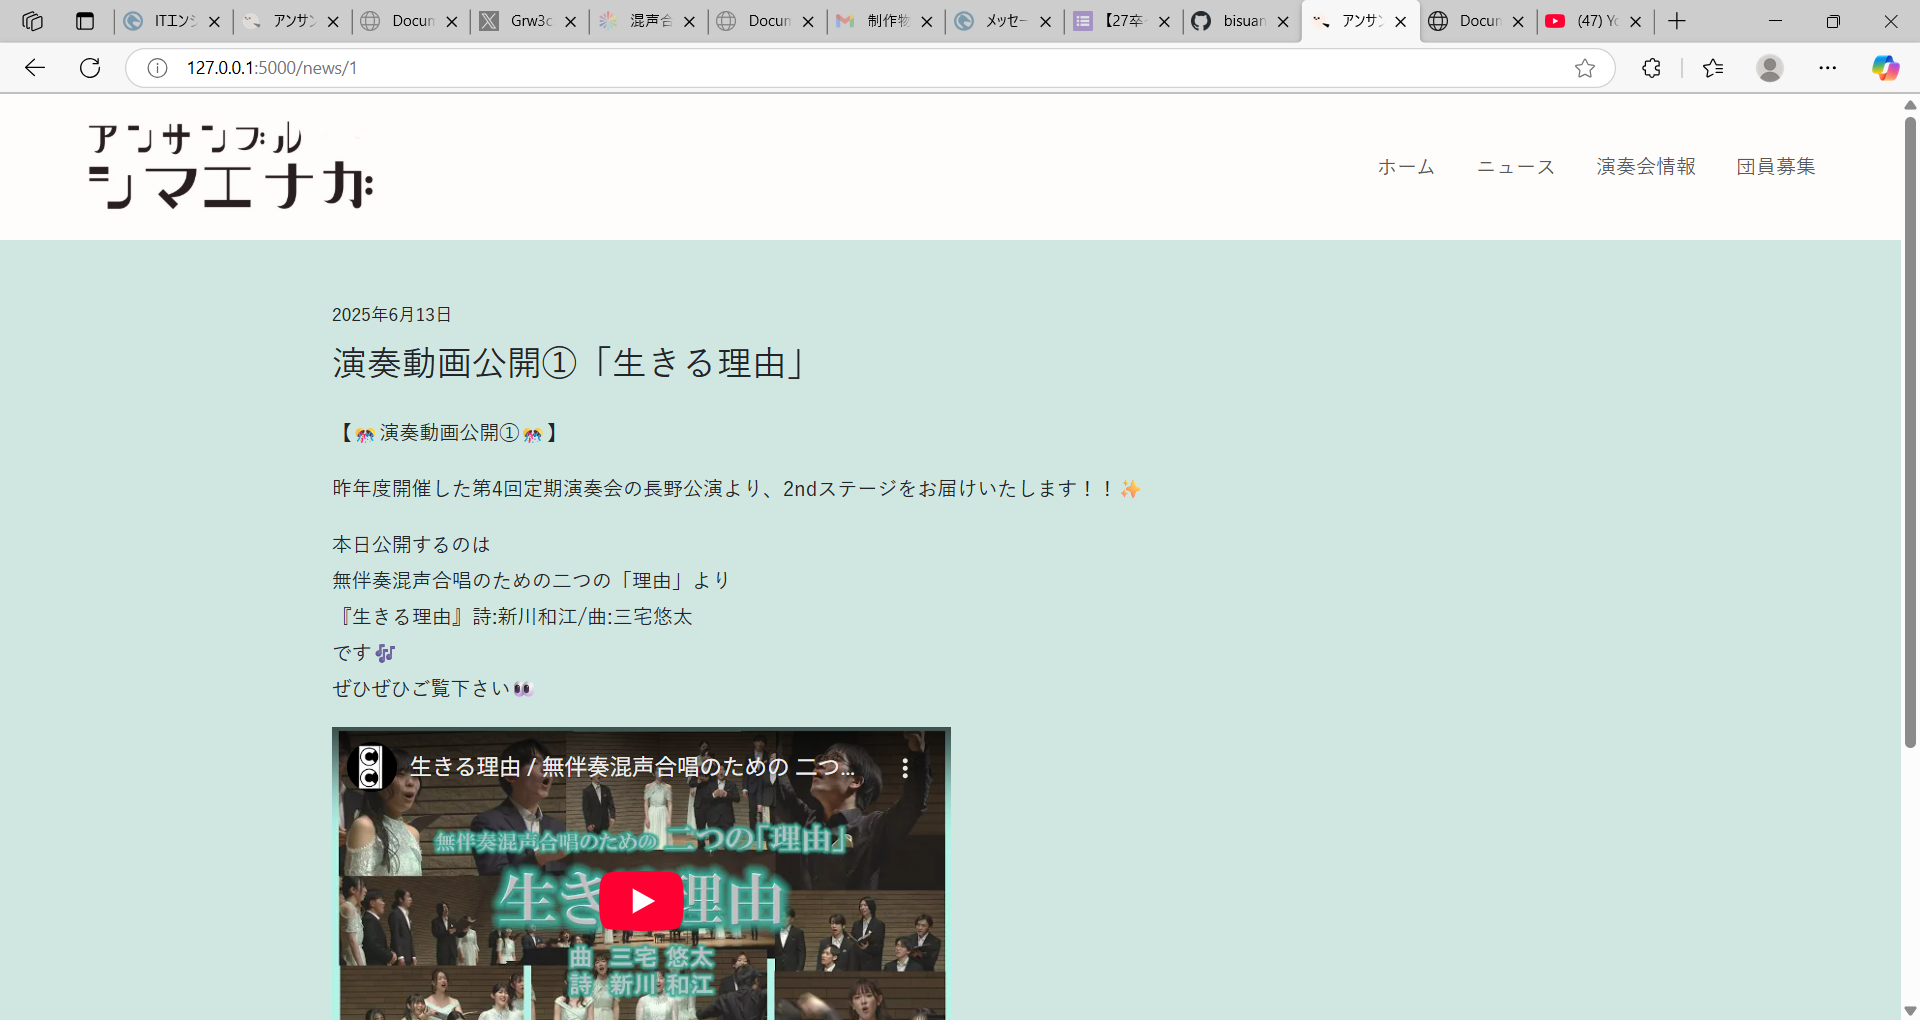 ITエンジ
アンサン
Docun
Grw3c
混声合
Docun
制作物
メッセー
【27卒
bisuan
アンサン
Docun
(47) Yo
127.0.0.1:5000/news/1
アンサンブル
シマエナガ
ホーム
ニュース
演奏会情報
団員募集
2025年6月13日
演奏動画公開①「生きる理由」
【🎊演奏動画公開①🎊】
昨年度開催した第4回定期演奏会の長野公演より、2ndステージをお届けいたします！！✨
本日公開するのは
無伴奏混声合唱のための二つの「理由」より
『生きる理由』詩:新川和江/曲:三宅悠太
です🎶
ぜひぜひご覧下さい👀
CC
生きる理由 / 無伴奏混声合唱のための 二つ...
無伴奏混声合唱のための 二つの「理由」
生き 理由
曲 三宅 悠太
詩 新川 和江